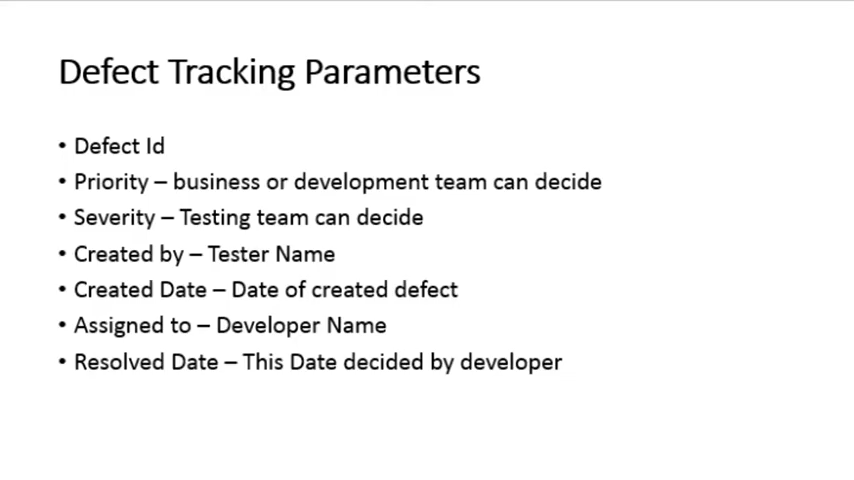 Defect Tracking Parameters
• Defect Id
• Priority – business or development team can decide
• Severity – Testing team can decide
• Created by – Tester Name
• Created Date – Date of created defect
• Assigned to – Developer Name
• Resolved Date – This Date decided by developer